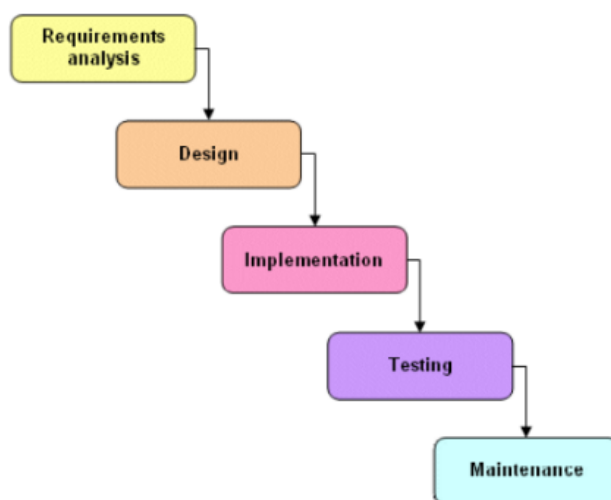 Requirements
analysis
Design
Implementation
Testing
Maintenance